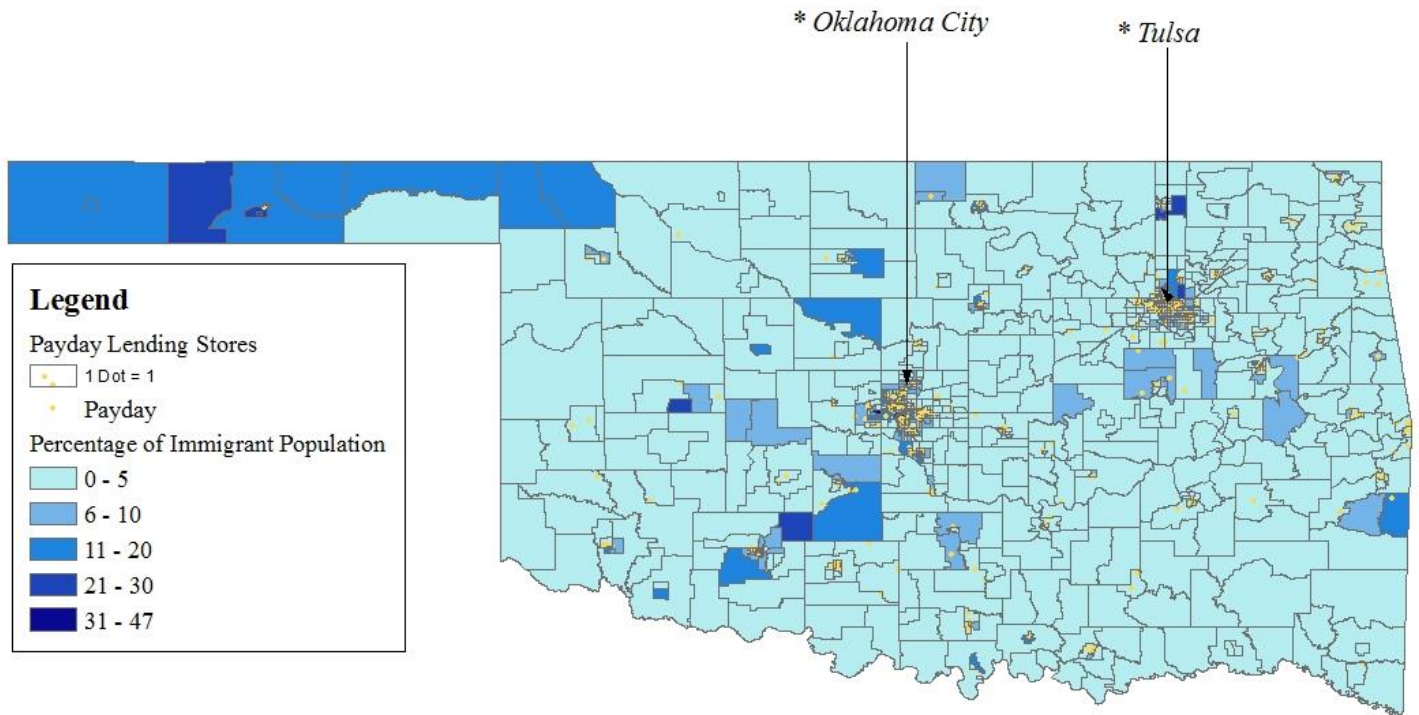 * Oklahoma City
* Tulsa
Legend
Payday Lending Stores
1 Dot = 1
Payday
Percentage of Immigrant Population
0 - 5
6 - 10
11 - 20
21 - 30
31 - 47